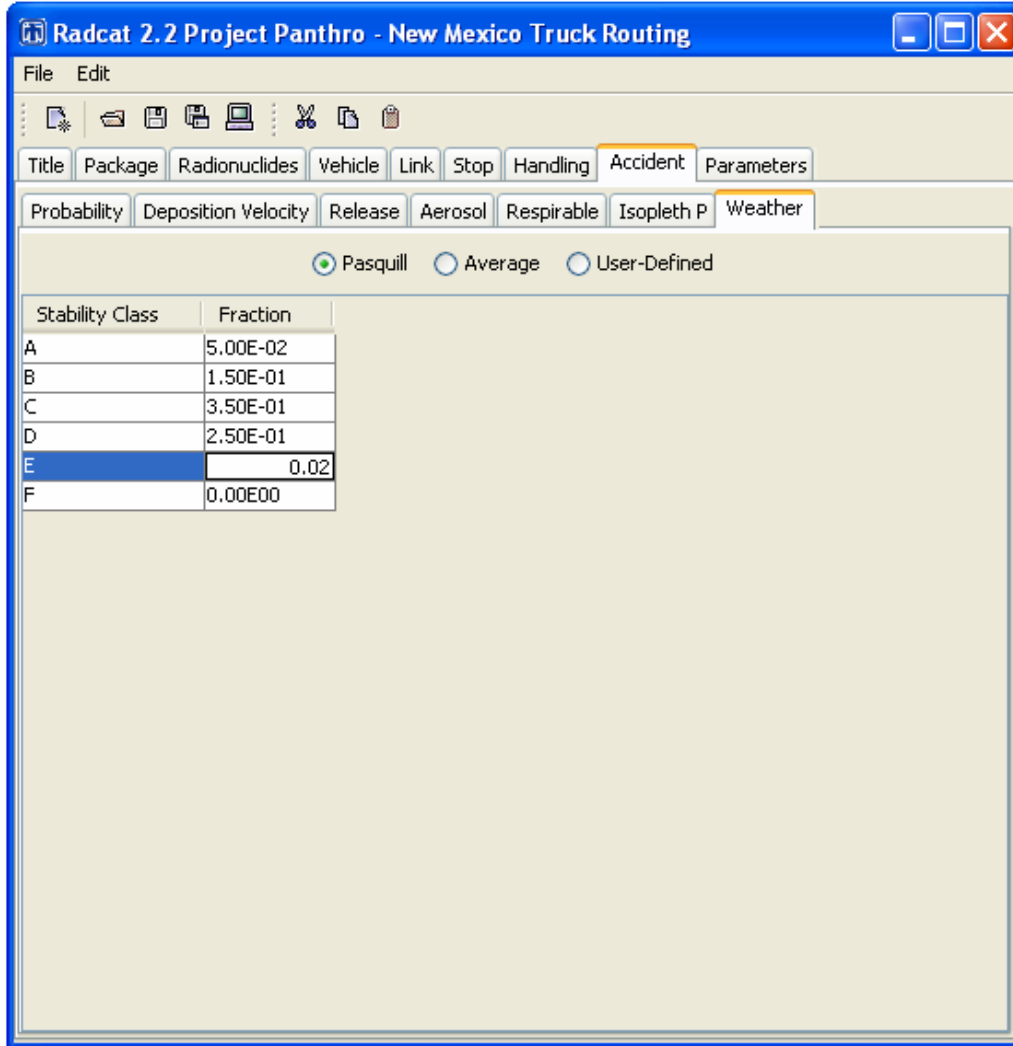 Radcat 2.2 Project Panthro - New Mexico Truck Routing
File Edit
Title Package Radionuclides Vehicle Link Stop Handling Accident Parameters
Probability Deposition Velocity Release Aerosol Respirable Isopleth P Weather
Pasquill Average User-Defined
Stability Class Fraction
A 5.00E-02
B 1.50E-01
C 3.50E-01
D 2.50E-01
E 0.02
F 0.00E00